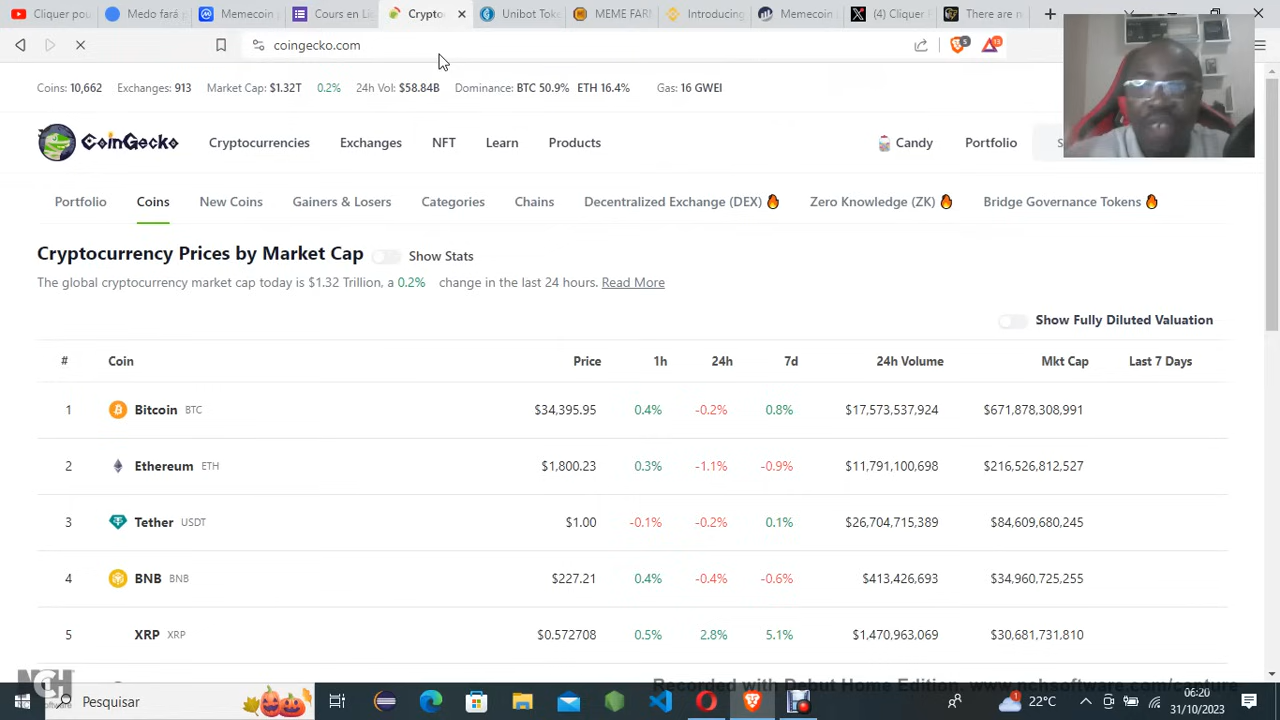 Cliquer pou
Medo fará p
Memecoin
Cours en Lig
Crypto
Unibot Toke
MEME FARM
Introducing
Memecoin
(4) Cliquer
There are n
coingecko.com
Coins: 10,662 Exchanges: 913 Market Cap: $1.32T 0.2% 24h Vol: $58.84B Dominance: BTC 50.9% ETH 16.4% Gas: 16 GWEI
CoinGecko Cryptocurrencies Exchanges NFT Learn Products Candy Portfolio S
Portfolio Coins New Coins Gainers & Losers Categories Chains Decentralized Exchange (DEX) Zero Knowledge (ZK) Bridge Governance Tokens
Cryptocurrency Prices by Market Cap Show Stats
The global cryptocurrency market cap today is $1.32 Trillion, a 0.2% change in the last 24 hours. Read More
Show Fully Diluted Valuation
# Coin Price 1h 24h 7d 24h Volume Mkt Cap Last 7 Days
1 Bitcoin BTC $34,395.95 0.4% -0.2% 0.8% $17,573,537,924 $671,878,308,991
2 Ethereum ETH $1,800.23 0.3% -1.1% -0.9% $11,791,100,698 $216,526,812,527
3 Tether USDT $1.00 -0.1% -0.2% 0.1% $26,704,715,389 $84,609,680,245
4 BNB BNB $227.21 0.4% -0.4% -0.6% $413,426,693 $34,960,725,255
5 XRP XRP $0.572708 0.5% 2.8% 5.1% $1,470,963,069 $30,681,731,810
NCH
Recorded with Debut Home Edition. www.nchsoftware.com/capture
Pesquisar
22°C
06:20
31/10/2023